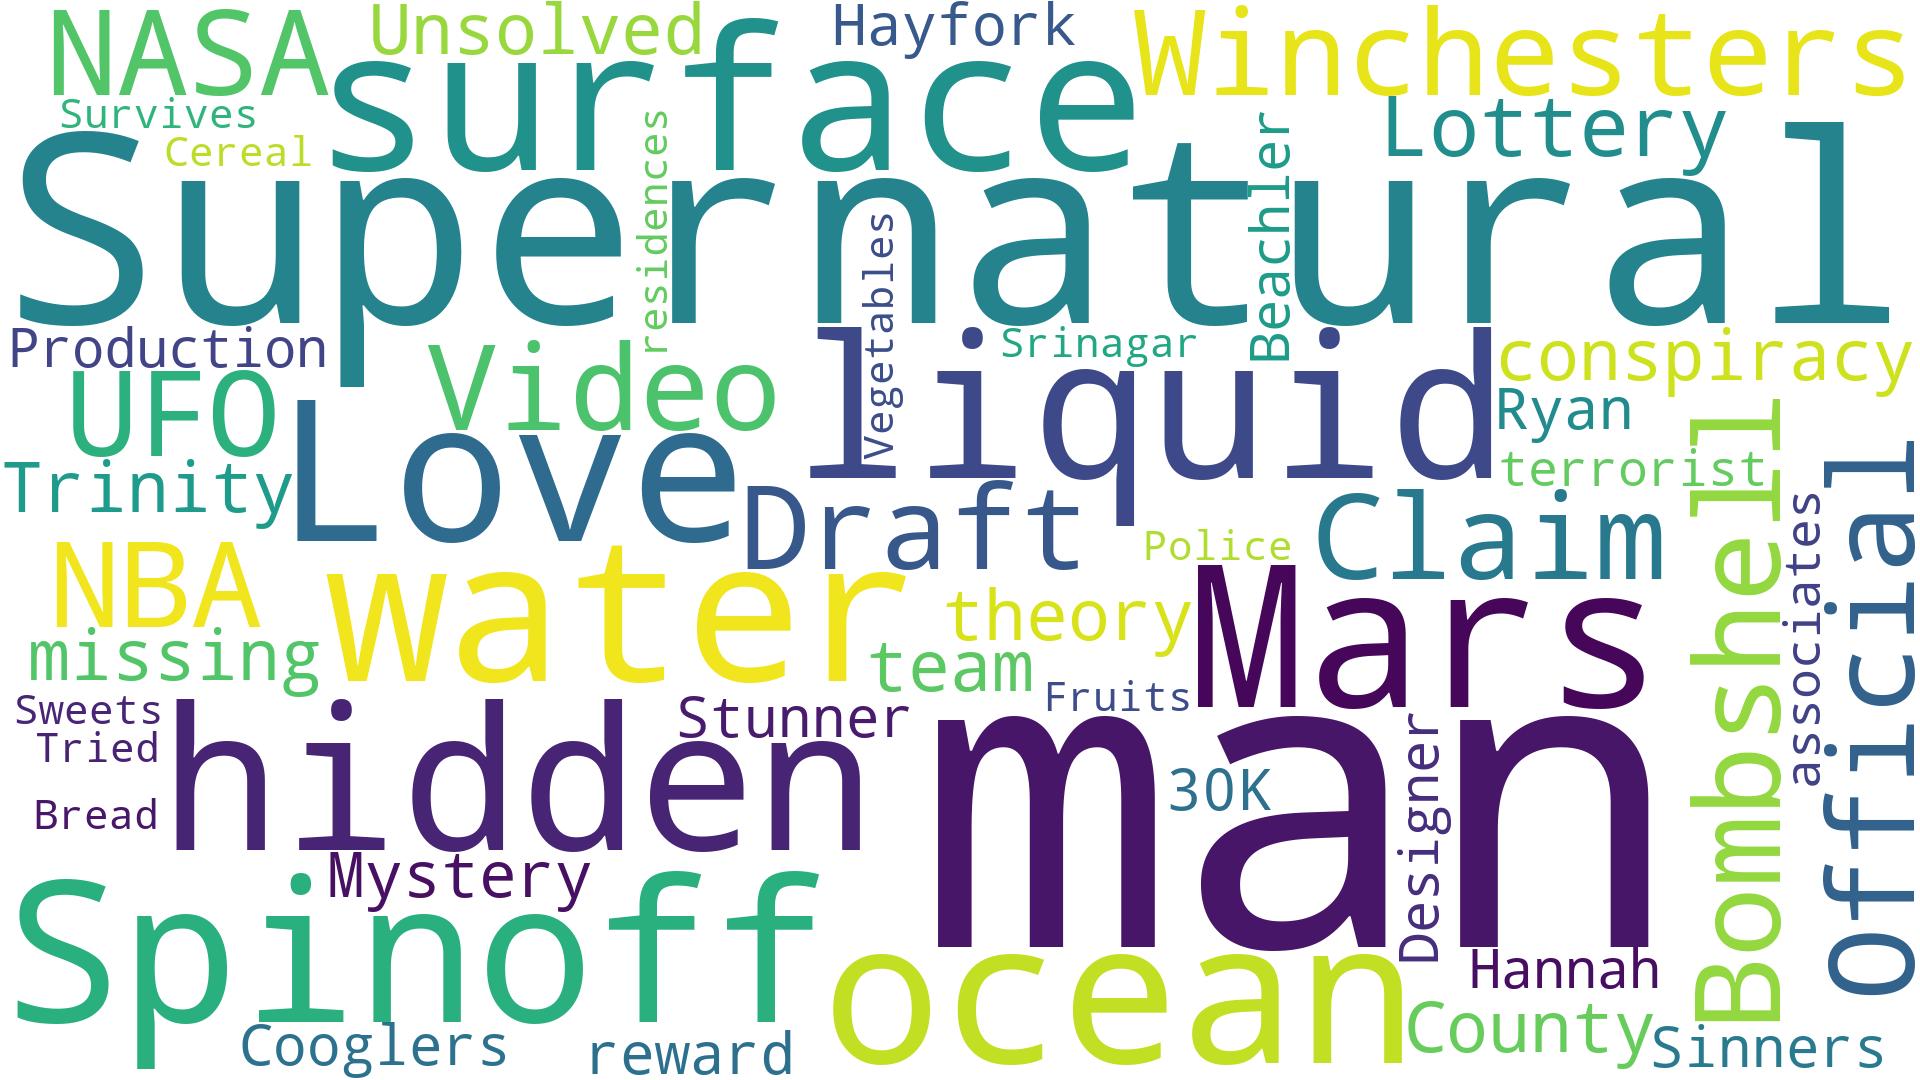 NASA
Unsolved
Hayfork
Winchesters
surface
Survives
Cereal
Lottery
Supernatural
residences
Vegetables
Beachler
Production
Video
liquid
Srinagar
conspiracy
UFO
Love
Ryan
Trinity
Draft
terrorist
Claim
Bombshell
Official
associates
NBA
water
Police
theory
Mars
missing
team
Fruits
Sweets
Stunner
Tried
hidden
man
30K
Designer
Bread
Mystery
Spinoff
ocean
Hannah
County
Cooglers
reward
Sinners